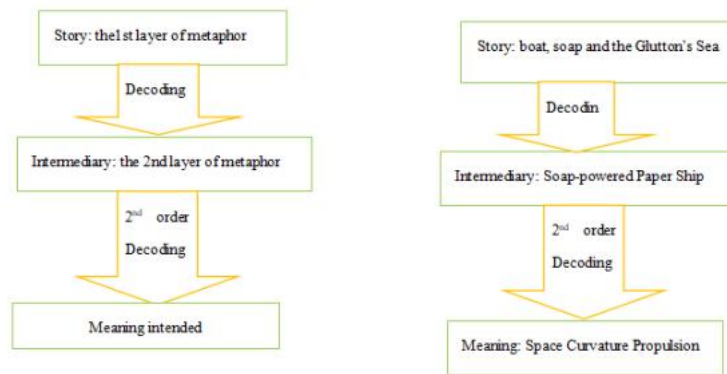 Story: the1st layer of metaphor
Decoding
Intermediary: the 2nd layer of metaphor
2nd order
Decoding
Meaning intended
Story: boat, soap and the Glutton's Sea
Decodin
Intermediary: Soap-powered Paper Ship
2nd order
Decoding
Meaning: Space Curvature Propulsion